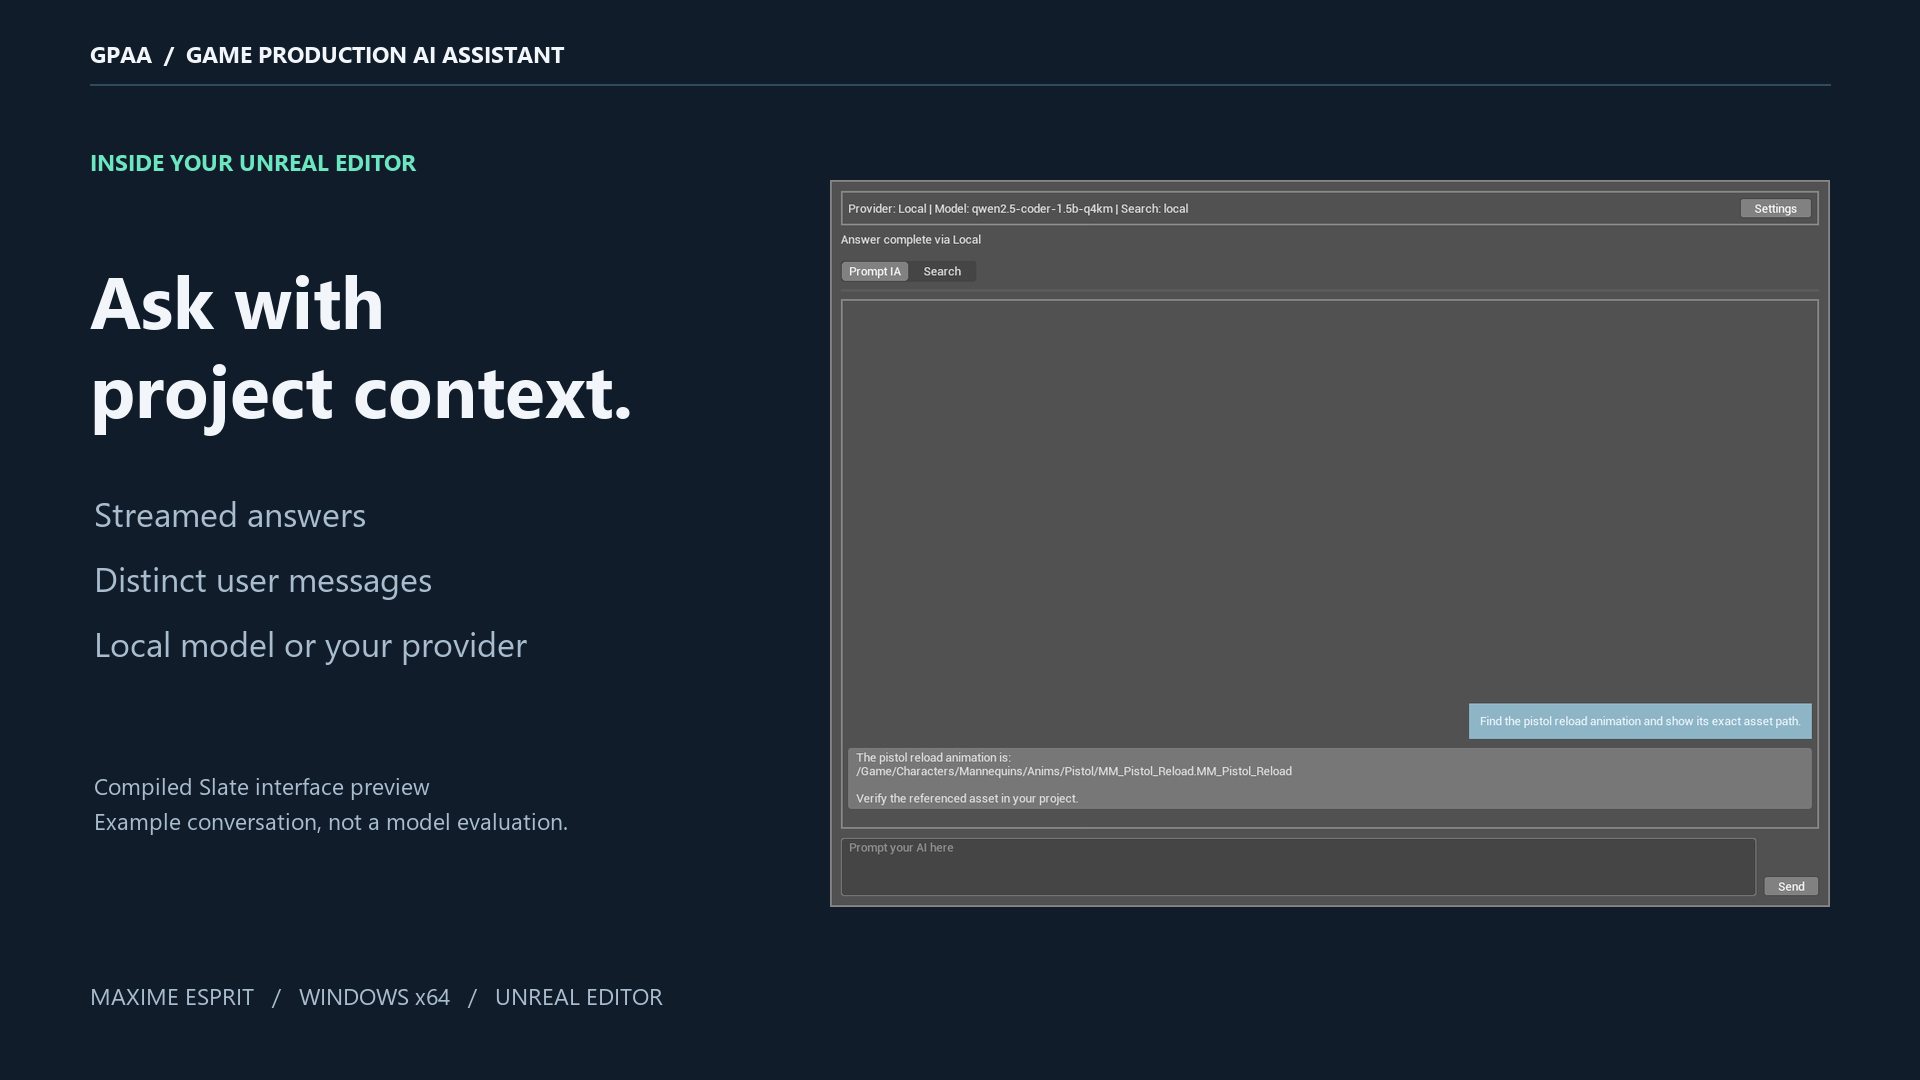 GPAA / GAME PRODUCTION AI ASSISTANT
INSIDE YOUR UNREAL EDITOR
Ask with
project context.
Streamed answers
Distinct user messages
Local model or your provider
Compiled Slate interface preview
Example conversation, not a model evaluation.
Provider: Local | Model: qwen2.5-coder-1.5b-q4km | Search: local
Settings
Answer complete via Local
Prompt IA
Search
Find the pistol reload animation and show its exact asset path.
The pistol reload animation is:
/Game/Characters/Mannequins/Anims/Pistol/MM_Pistol_Reload.MM_Pistol_Reload
Verify the referenced asset in your project.
Prompt your AI here
Send
MAXIME ESPRIT / WINDOWS x64 / UNREAL EDITOR